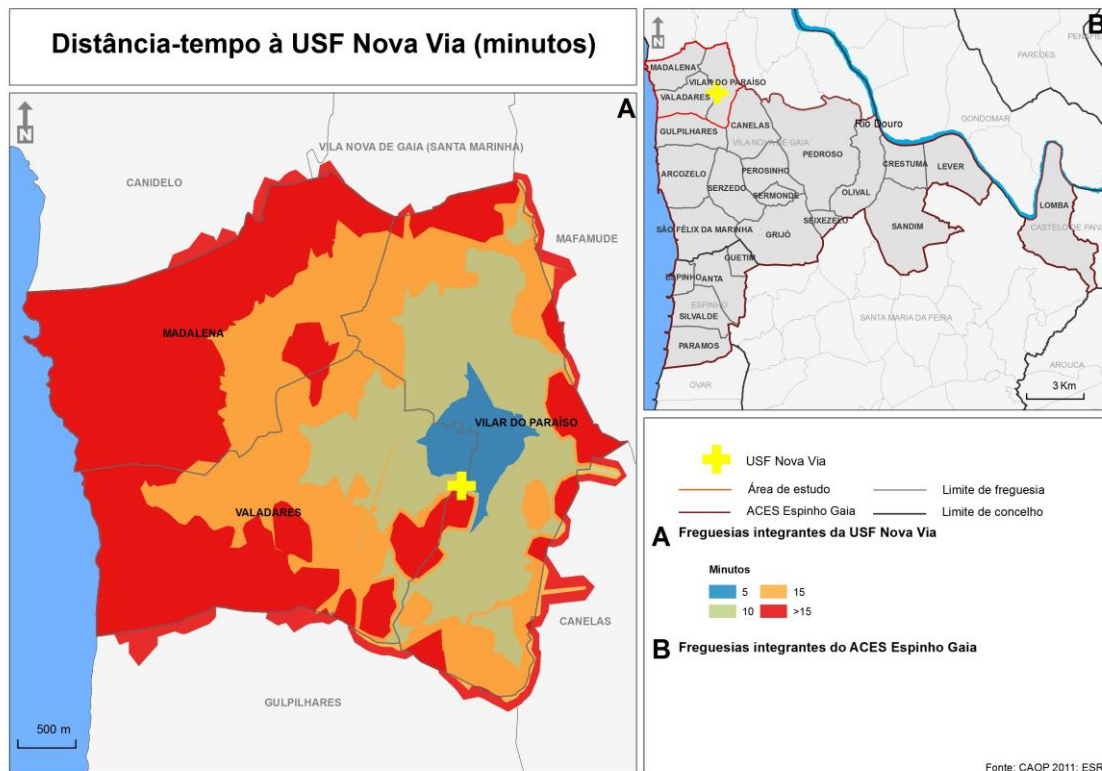 Distância-tempo à USF Nova Via (minutos)
N
A
VILA NOVA DE GAIA (SANTA MARINHA)
CANIDELO
MAFAMUDE
MADALENA
VILAR DO PARAÍSO
VALADARES
CANELAS
GULPILHARES
500 m
B
N
PAREDES
MADALENA
VILAR DO PARAÍSO
VALADARES
GONDOMAR
Rio Douro
GULPILHARES
CANELAS
VILA NOVA DE GAIA
PEDROSO
CRESTUMA
LEVER
ARCOZELO
PEROSINHO
SERZEDO
SERMONDE
OLIVAL
LOMBA
SEIXEZELO
SÃO FÉLIX DA MARINHA
GRIJÓ
SANDIM
CASTELO DE PAIVA
GUETIM
ESPINHO
ANTA
ESPINHO
SILVALDE
SANTA MARIA DA FEIRA
PARAMOS
AROUCA
OVAR
3 Km
USF Nova Via
Área de estudo
Limite de freguesia
ACES Espinho Gaia
Limite de concelho
A Freguesias integrantes da USF Nova Via
Minutos
5 15
10 >15
B Freguesias integrantes do ACES Espinho Gaia
Fonte: CAOP 2011; ESR